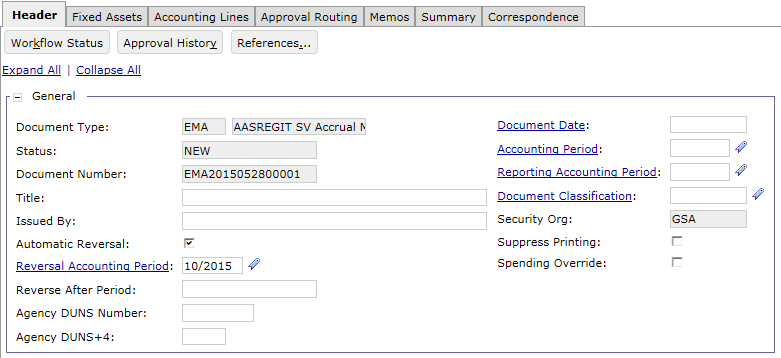 Header Fixed Assets Accounting Lines Approval Routing Memos Summary Correspondence
Workflow Status Approval History References...
Expand All | Collapse All
General
Document Type: EMA AASREGIT SV Accrual
Status: NEW
Document Number: EMA2015052800001
Title:
Issued By:
Automatic Reversal:
Reversal Accounting Period: 10/2015
Reverse After Period:
Agency DUNS Number:
Agency DUNS+4:
Document Date:
Accounting Period:
Reporting Accounting Period:
Document Classification:
Security Org: GSA
Suppress Printing:
Spending Override: